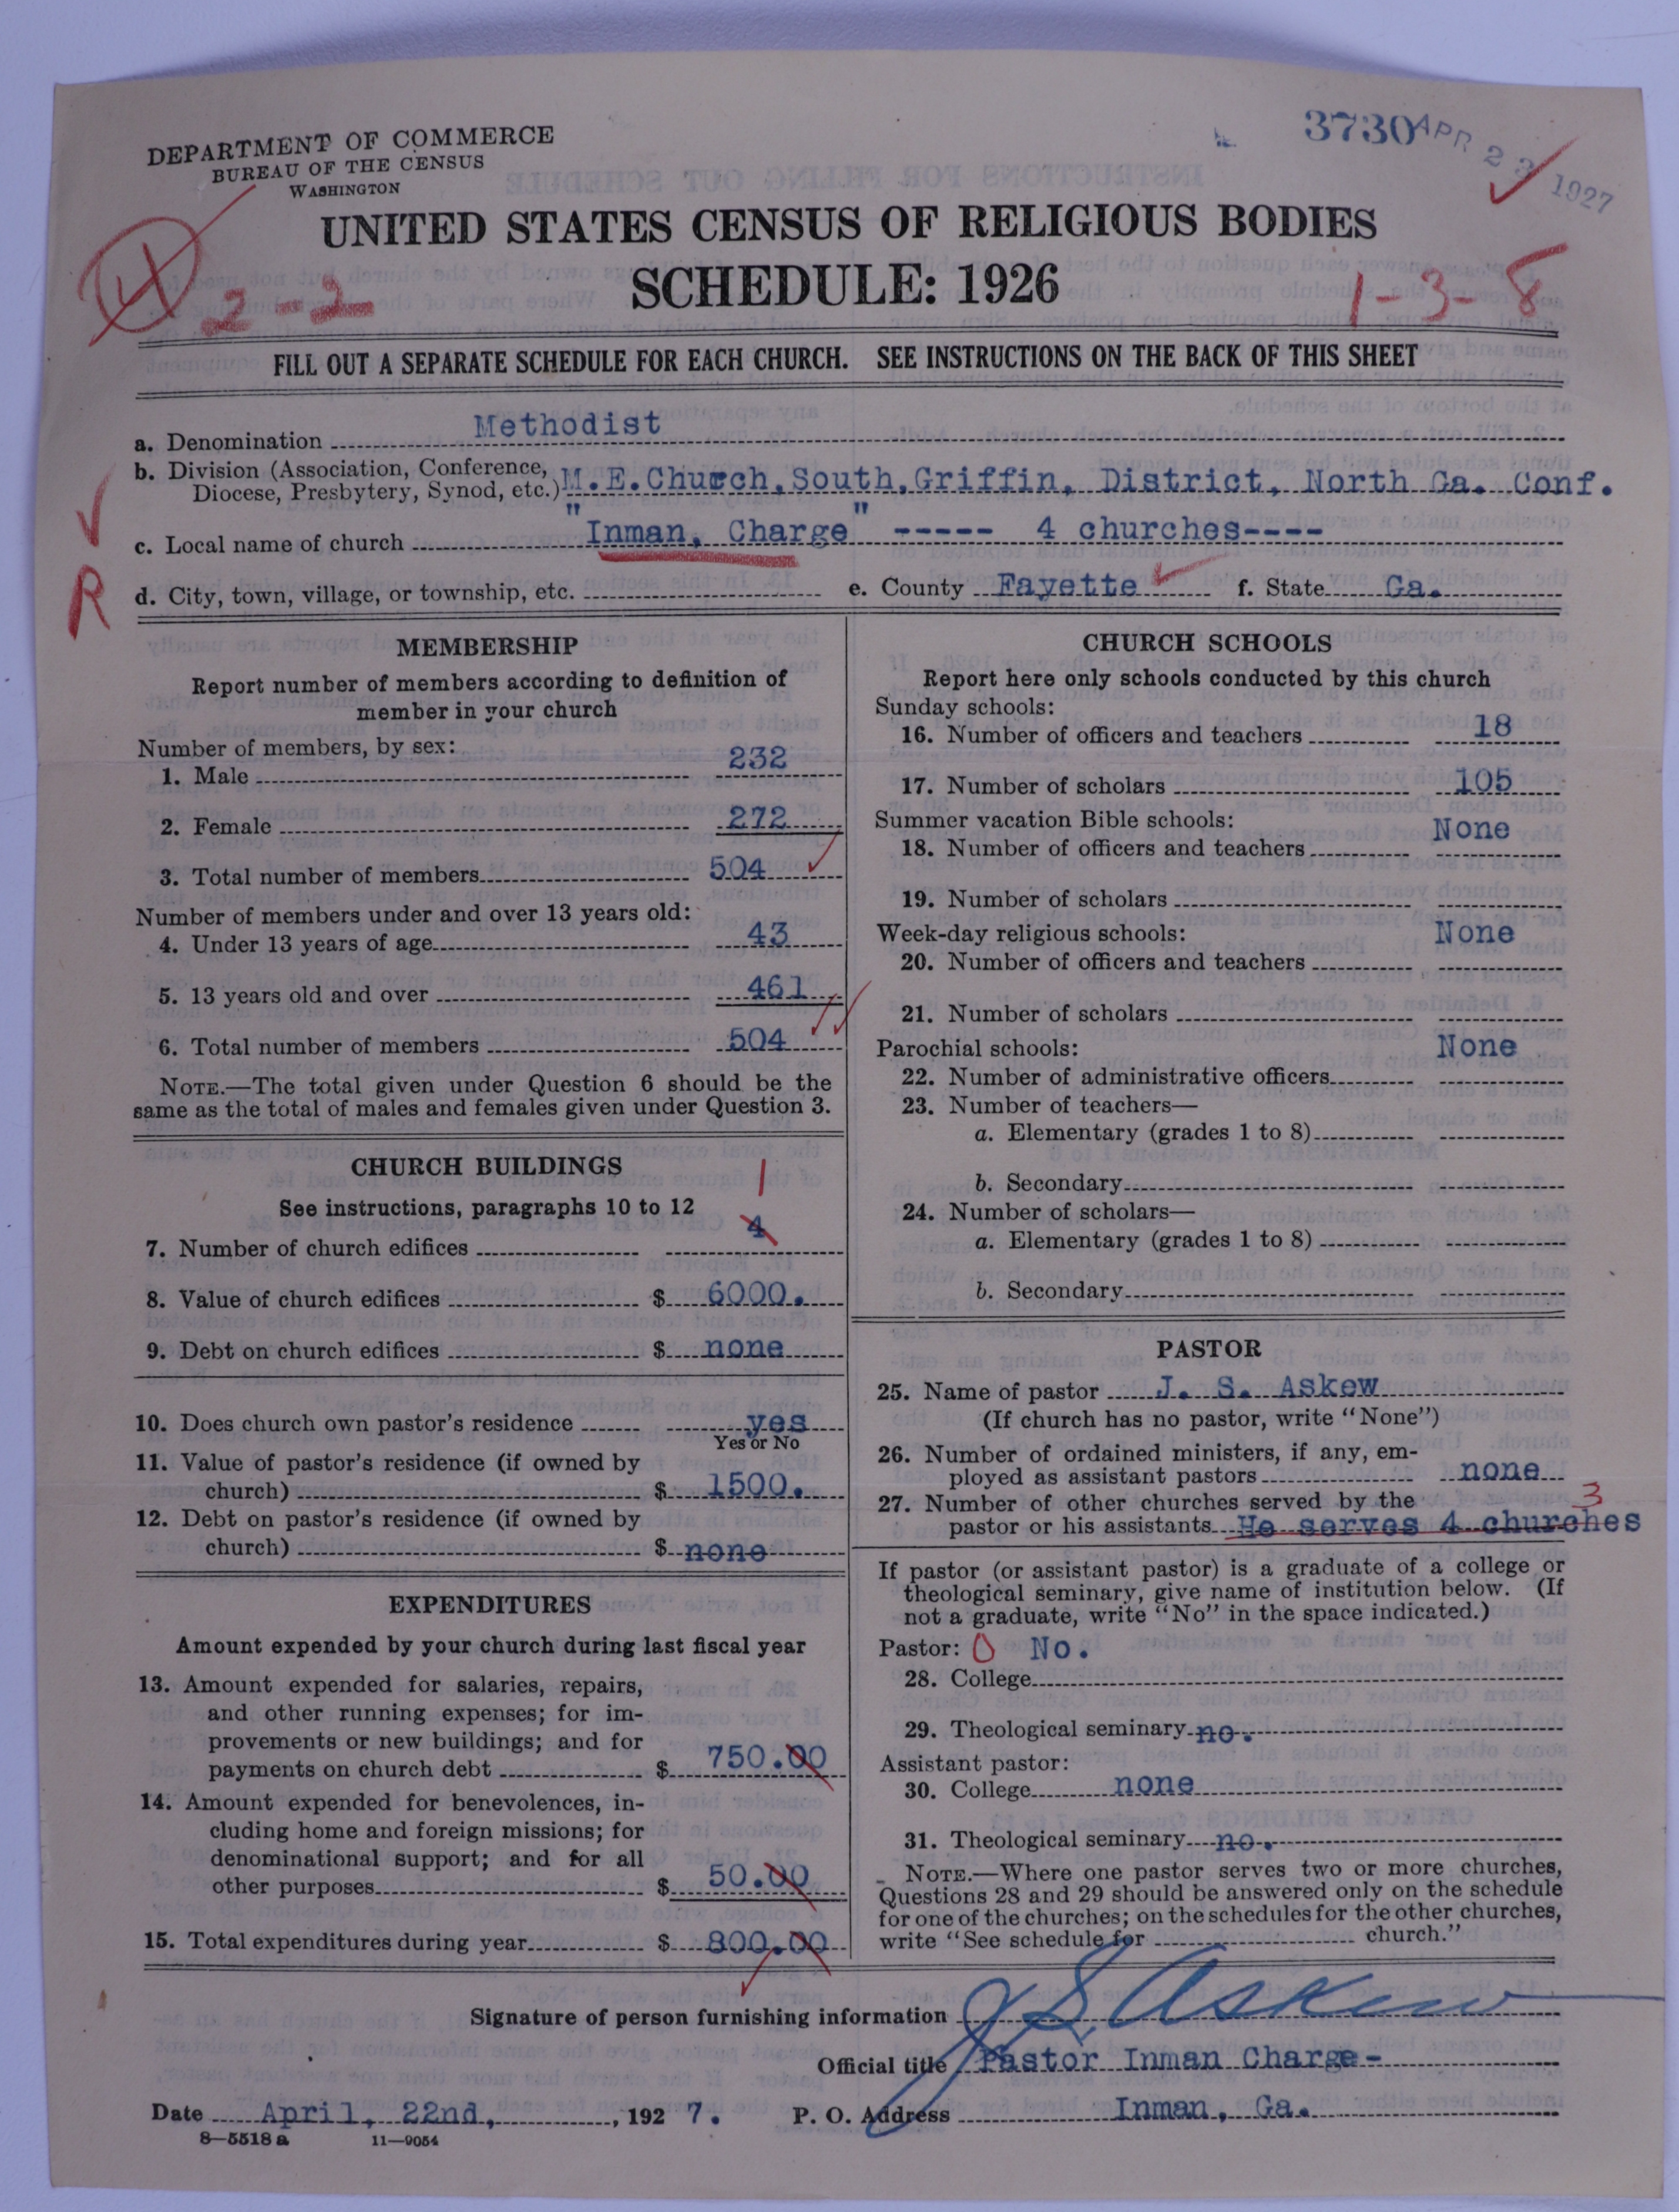 DEPARTMENT OF COMMERCE
BUREAU OF THE CENSUS
WASHINGTON
3730
APR 23 1927
UNITED STATES CENSUS OF RELIGIOUS BODIES
SCHEDULE: 1926
2-2
1-3-8
FILL OUT A SEPARATE SCHEDULE FOR EACH CHURCH. SEE INSTRUCTIONS ON THE BACK OF THIS SHEET
a. Denomination Methodist
b. Division (Association, Conference, Diocese, Presbytery, Synod, etc.) M.E.Church,South,Griffin, District, North Ga. Conf.
c. Local name of church "Inman, Charge" ----- 4 churches----
R
d. City, town, village, or township, etc. e. County Fayette f. State Ga.
MEMBERSHIP
Report number of members according to definition of
member in your church
Number of members, by sex:
1. Male 232
2. Female 272
3. Total number of members 504
Number of members under and over 13 years old:
4. Under 13 years of age 43
5. 13 years old and over 461
6. Total number of members 504
NOTE.—The total given under Question 6 should be the
same as the total of males and females given under Question 3.
CHURCH BUILDINGS
See instructions, paragraphs 10 to 12
1
7. Number of church edifices 4
8. Value of church edifices $ 6000.
9. Debt on church edifices $ none
10. Does church own pastor's residence yes
Yes or No
11. Value of pastor's residence (if owned by
church) $ 1500.
12. Debt on pastor's residence (if owned by
church) $ none
EXPENDITURES
Amount expended by your church during last fiscal year
13. Amount expended for salaries, repairs,
and other running expenses; for im-
provements or new buildings; and for
payments on church debt $ 750.00
14. Amount expended for benevolences, in-
cluding home and foreign missions; for
denominational support; and for all
other purposes $ 50.00
15. Total expenditures during year $ 800.00
CHURCH SCHOOLS
Report here only schools conducted by this church
Sunday schools:
16. Number of officers and teachers 18
17. Number of scholars 105
Summer vacation Bible schools: None
18. Number of officers and teachers
19. Number of scholars
Week-day religious schools: None
20. Number of officers and teachers
21. Number of scholars
Parochial schools: None
22. Number of administrative officers
23. Number of teachers—
a. Elementary (grades 1 to 8)
b. Secondary
24. Number of scholars—
a. Elementary (grades 1 to 8)
b. Secondary
PASTOR
25. Name of pastor J. S. Askew
(If church has no pastor, write "None")
26. Number of ordained ministers, if any, em-
ployed as assistant pastors none
27. Number of other churches served by the 3
pastor or his assistants He serves 4 churches
If pastor (or assistant pastor) is a graduate of a college or
theological seminary, give name of institution below. (If
not a graduate, write "No" in the space indicated.)
Pastor: 0 No.
28. College
29. Theological seminary no.
Assistant pastor:
30. College none
31. Theological seminary no.
NOTE.—Where one pastor serves two or more churches,
Questions 28 and 29 should be answered only on the schedule
for one of the churches; on the schedules for the other churches,
write "See schedule for church."
Signature of person furnishing information J S Askew
Official title Pastor Inman Charge-
Date April, 22nd, , 192 7. P. O. Address Inman, Ga.
8—5518 a 11—9054